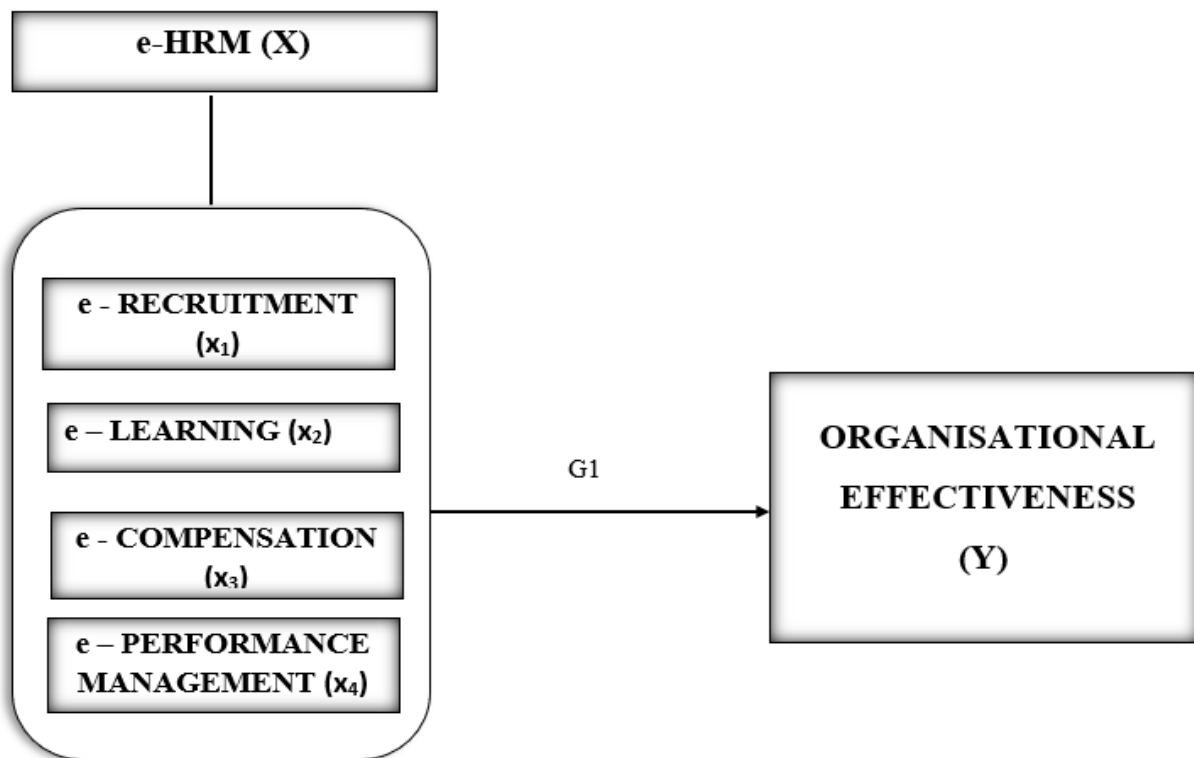 e-HRM (X)
e - RECRUITMENT
(x₁)
e – LEARNING (x₂)
e - COMPENSATION
(x₃)
e – PERFORMANCE
MANAGEMENT (x₄)
G1
ORGANISATIONAL
EFFECTIVENESS
(Y)